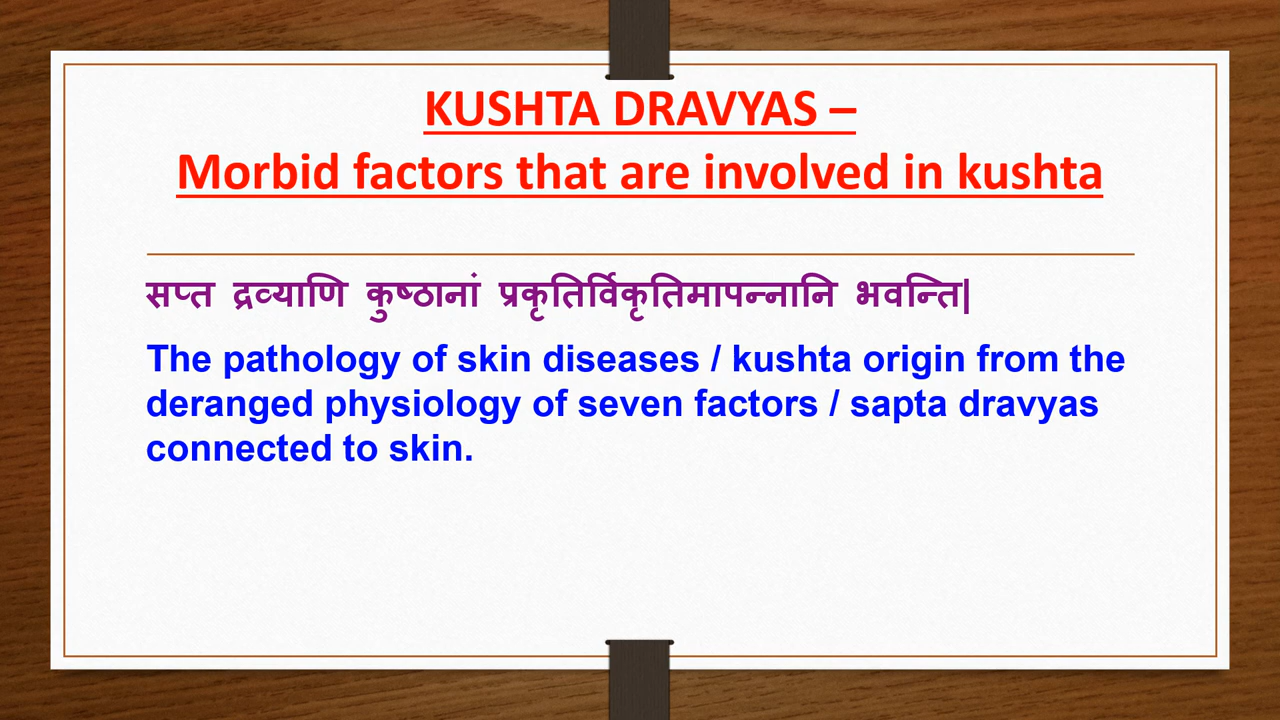 KUSHTA DRAVYAS –
Morbid factors that are involved in kushta
सप्त द्रव्याणि कुष्ठानां प्रकृतिर्विकृतिमापन्नानि भवन्ति|
The pathology of skin diseases / kushta origin from the
deranged physiology of seven factors / sapta dravyas
connected to skin.